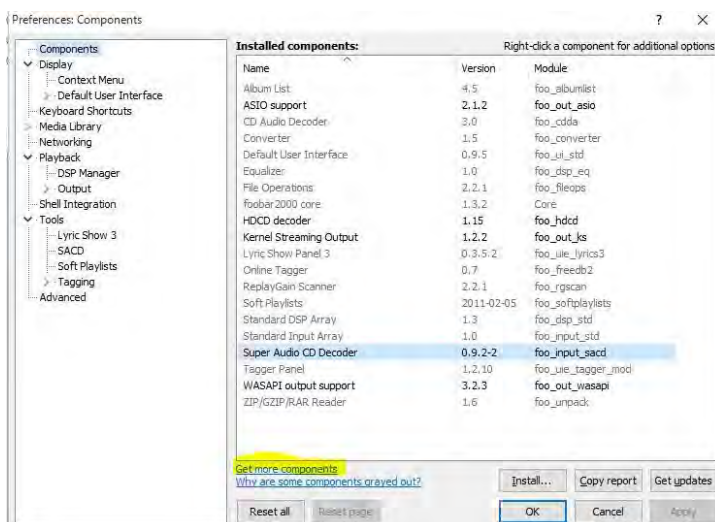 Preferences: Components ? X
Components
Display
Context Menu
Default User Interface
Keyboard Shortcuts
Media Library
Networking
Playback
DSP Manager
Output
Shell Integration
Tools
Lyric Show 3
SACD
Soft Playlists
Tagging
Advanced
Installed components: Right-click a component for additional options
Name Version Module
Album List 4.5 foo_albumlist
ASIO support 2.1.2 foo_out_asio
CD Audio Decoder 3.0 foo_cdda
Converter 1.5 foo_converter
Default User Interface 0.9.5 foo_ui_std
Equalizer 1.0 foo_dsp_eq
File Operations 2.2.1 foo_fileops
foobar2000 core 1.3.2 Core
HDCD decoder 1.15 foo_hdcd
Kernel Streaming Output 1.2.2 foo_out_ks
Lyric Show Panel 3 0.3.5.2 foo_uie_lyrics3
Online Tagger 0.7 foo_freedb2
ReplayGain Scanner 2.2.1 foo_rgscan
Soft Playlists 2011-02-05 foo_softplaylists
Standard DSP Array 1.3 foo_dsp_std
Standard Input Array 1.0 foo_input_std
Super Audio CD Decoder 0.9.2-2 foo_input_sacd
Tagger Panel 1.2.10 foo_uie_tagger_mod
WASAPI output support 3.2.3 foo_out_wasapi
ZIP/GZIP/RAR Reader 1.6 foo_unpack
Get more components
Why are some components grayed out?
Install... Copy report Get updates
Reset all Reset page OK Cancel Apply